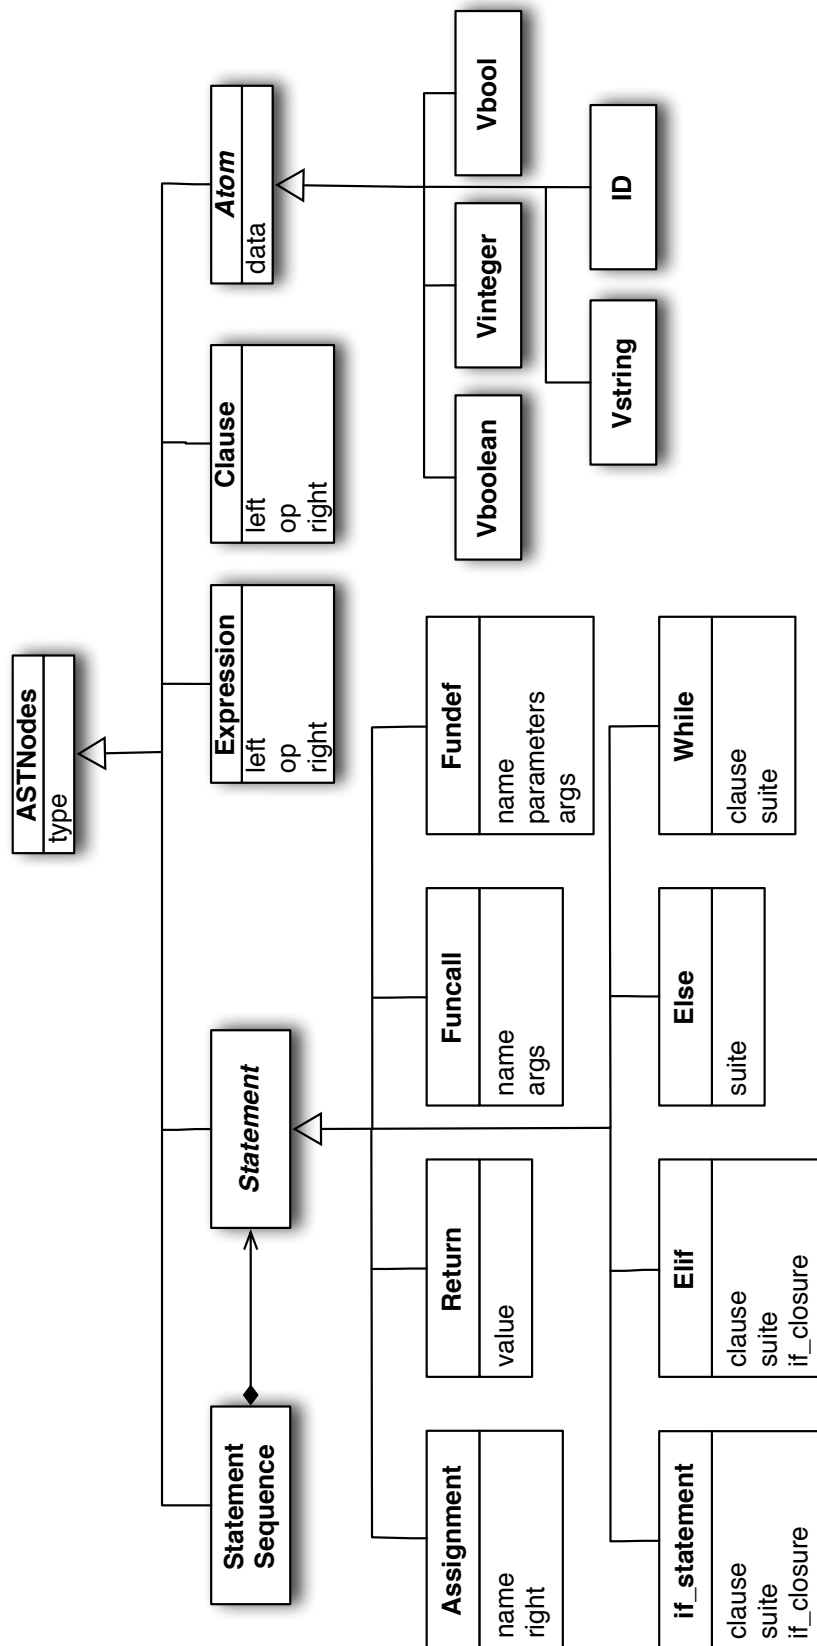 ASTNodes
type
Statement
Sequence
Statement
Expression
left
op
right
Clause
left
op
right
Atom
data
Assignment
name
right
Return
value
Funcall
name
args
Fundef
name
parameters
args
Vboolean
Vinteger
Vbool
if_statement
clause
suite
if_closure
Elif
clause
suite
if_closure
Else
suite
While
clause
suite
Vstring
ID